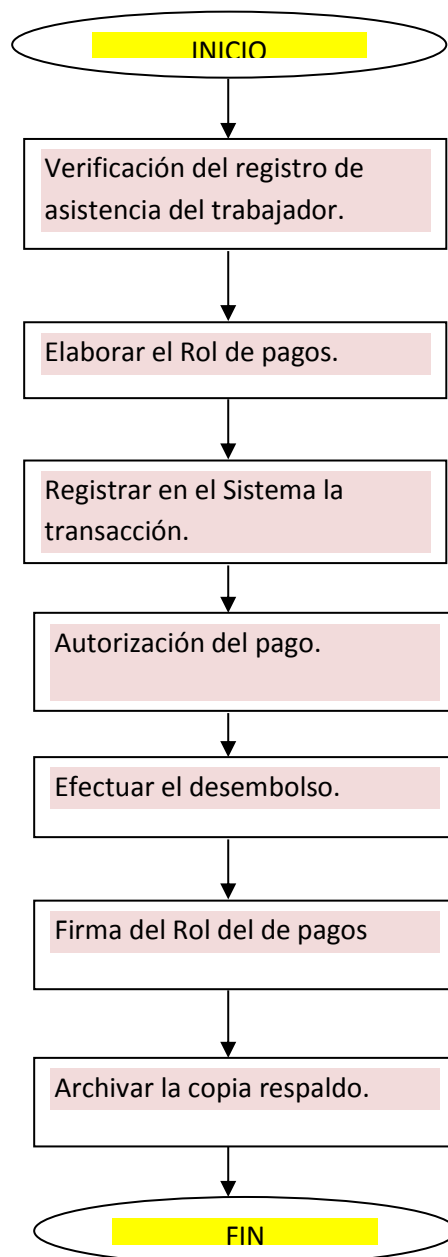 INICIO
Verificación del registro de
asistencia del trabajador.
Elaborar el Rol de pagos.
Registrar en el Sistema la
transacción.
Autorización del pago.
Efectuar el desembolso.
Firma del Rol del de pagos
Archivar la copia respaldo.
FIN